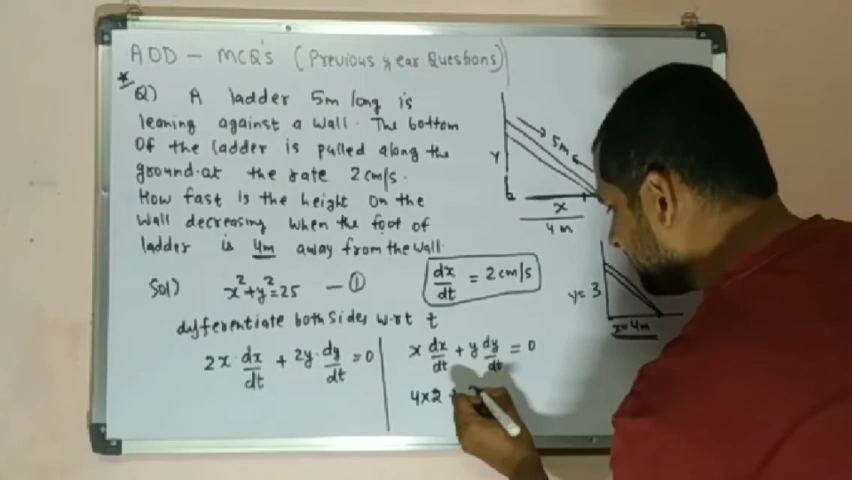 AOD - MCQ's (Previous year Questions)
* Q) A ladder 5m long is
leaning against a wall. The bottom
Of the ladder is pulled along the
ground.at the rate 2 cm/s.
How fast is the height on the
Wall decreasing when the foot of
ladder is 4m away from the wall.
Sol) x²+y²=25 — ①
dx/dt = 2 cm/s
differentiate both sides w.r.t t
2x. dx/dt + 2y. dy/dt = 0
x dx/dt + y dy/dt = 0
4x2 +
5m
y
x
4m
y= 3
x=4m